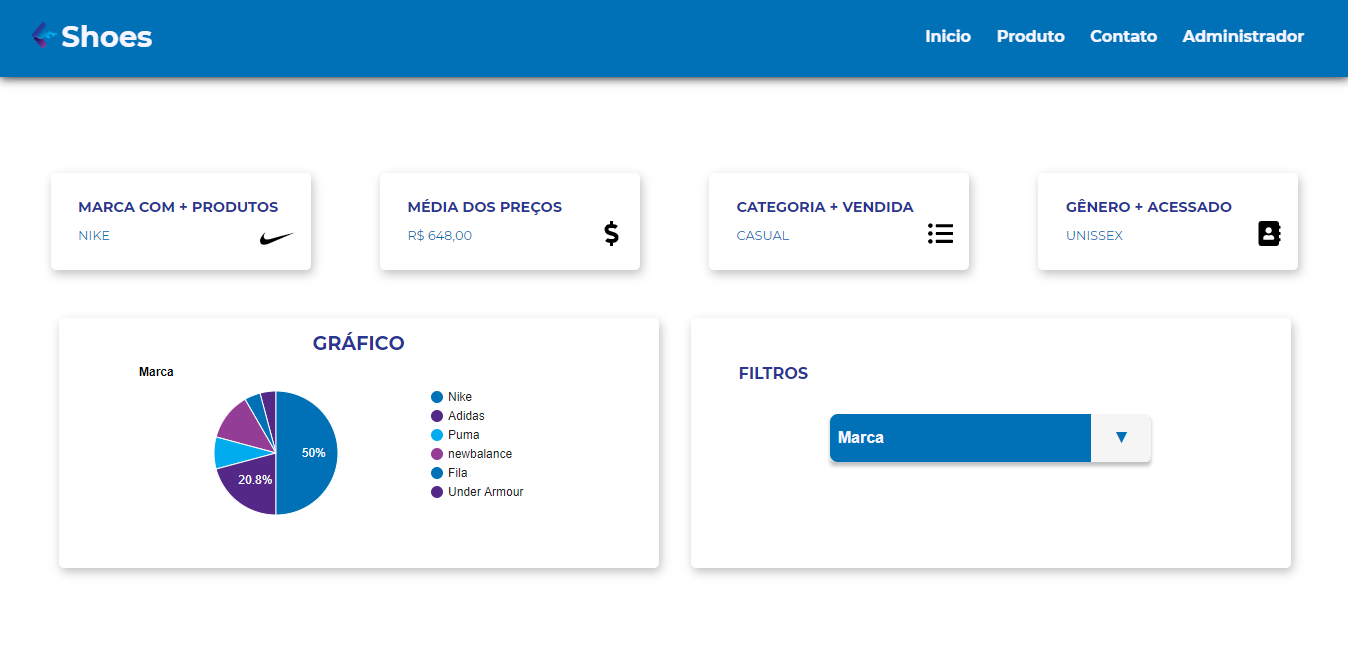 Shoes
Inicio Produto Contato Administrador
MARCA COM + PRODUTOS
NIKE
MÉDIA DOS PREÇOS
R$ 648,00
CATEGORIA + VENDIDA
CASUAL
GÊNERO + ACESSADO
UNISSEX
GRÁFICO
Marca
50%
20.8%
Nike
Adidas
Puma
newbalance
Fila
Under Armour
FILTROS
Marca